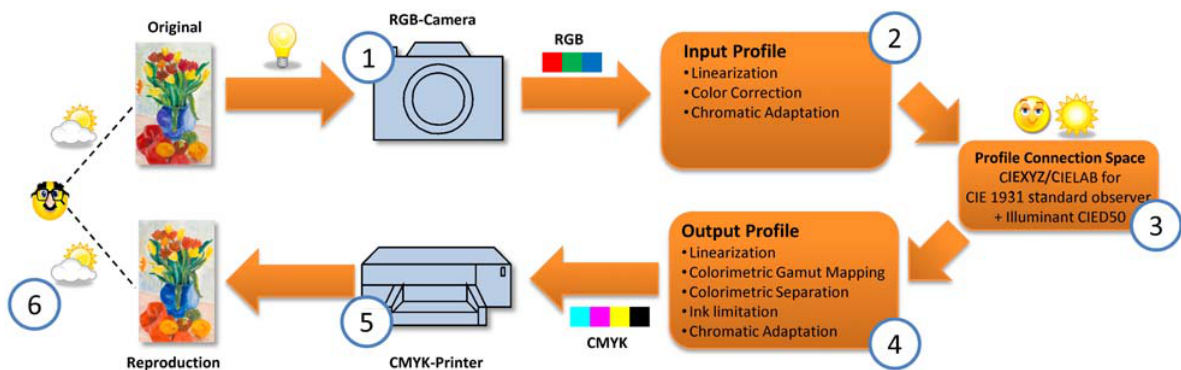 Original
RGB-Camera
1
RGB
Input Profile
•Linearization
•Color Correction
•Chromatic Adaptation
2
Profile Connection Space
CIEXYZ/CIELAB for
CIE 1931 standard observer
+ Illuminant CIED50
3
Output Profile
•Linearization
•Colorimetric Gamut Mapping
•Colorimetric Separation
•Ink limitation
•Chromatic Adaptation
4
CMYK
5
CMYK-Printer
Reproduction
6